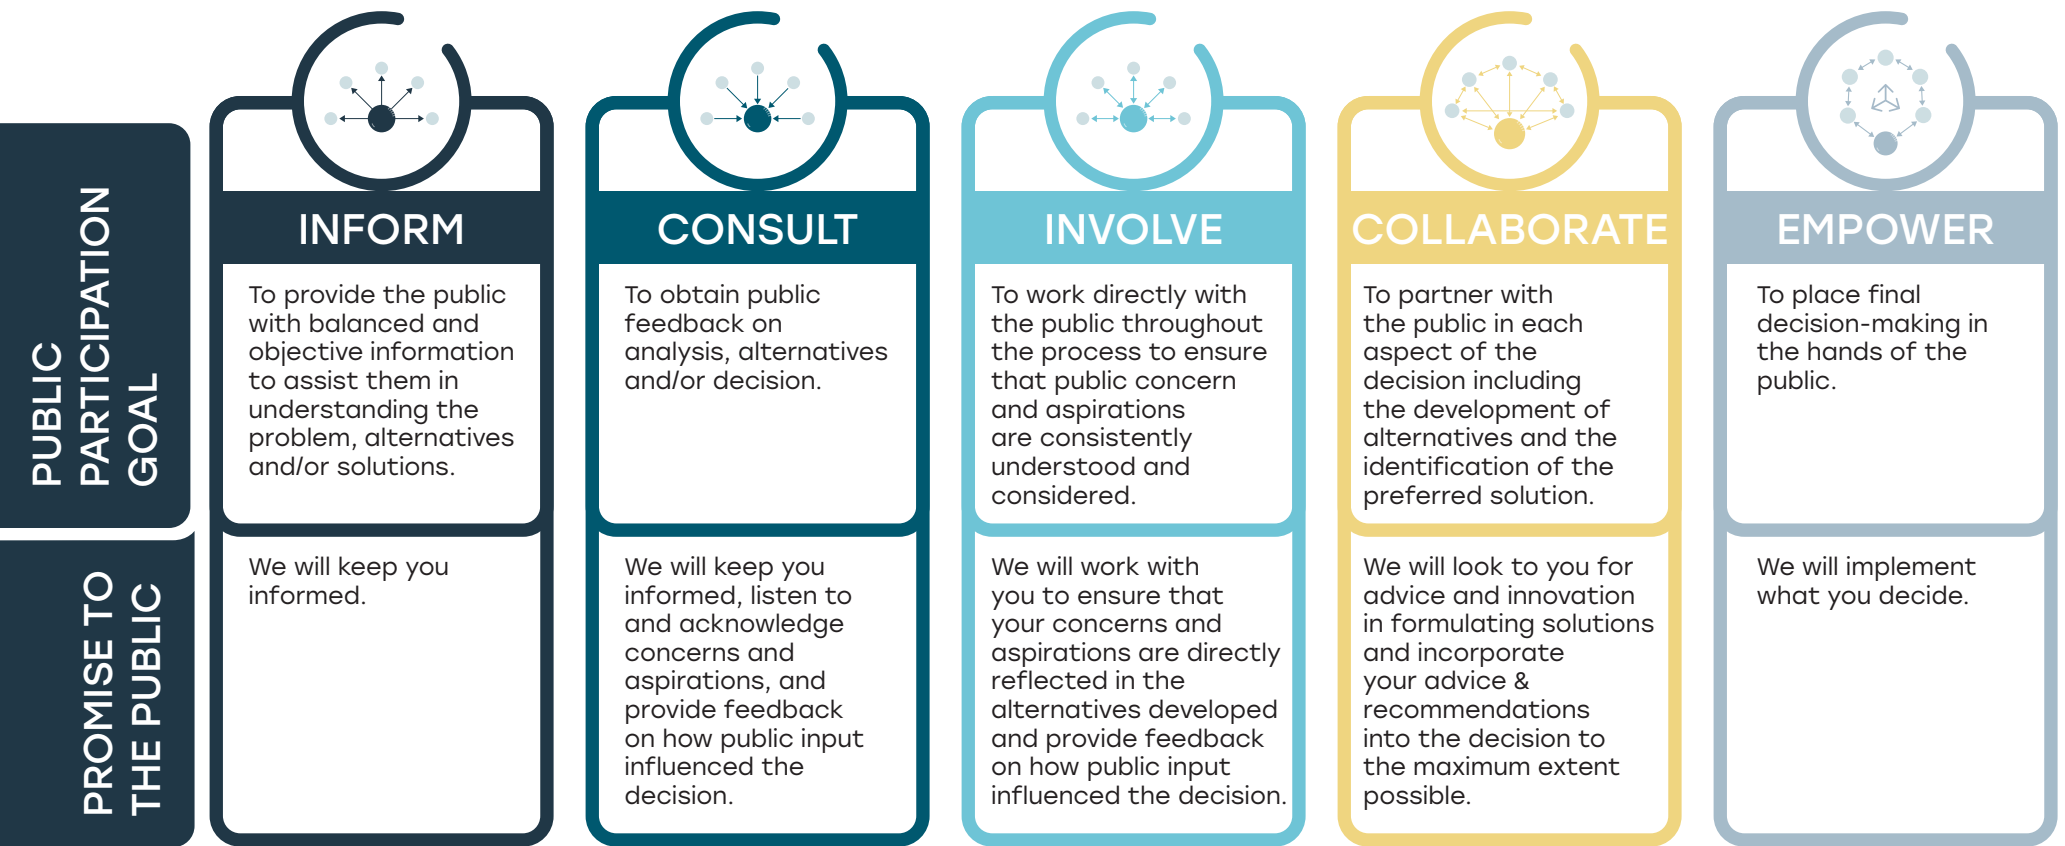 INFORM
CONSULT
INVOLVE
COLLABORATE
EMPOWER
PUBLIC
PARTICIPATION
GOAL
To provide the public
with balanced and
objective information
to assist them in
understanding the
problem, alternatives
and/or solutions.
To obtain public
feedback on
analysis, alternatives
and/or decision.
To work directly with
the public throughout
the process to ensure
that public concern
and aspirations
are consistently
understood and
considered.
To partner with
the public in each
aspect of the
decision including
the development of
alternatives and the
identification of the
preferred solution.
To place final
decision-making in
the hands of the
public.
PROMISE TO
THE PUBLIC
We will keep you
informed.
We will keep you
informed, listen to
and acknowledge
concerns and
aspirations, and
provide feedback
on how public input
influenced the
decision.
We will work with
you to ensure that
your concerns and
aspirations are directly
reflected in the
alternatives developed
and provide feedback
on how public input
influenced the decision.
We will look to you for
advice and innovation
in formulating solutions
and incorporate
your advice &
recommendations
into the decision to
the maximum extent
possible.
We will implement
what you decide.